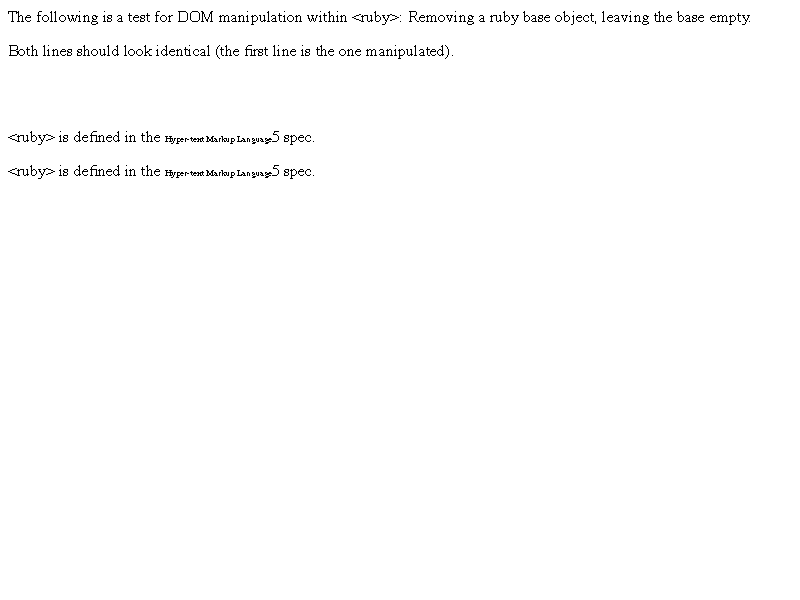 The following is a test for DOM manipulation within <ruby>: Removing a ruby base object, leaving the base empty.
Both lines should look identical (the first line is the one manipulated).
<ruby> is defined in the Hyper-text Markup Language5 spec.
<ruby> is defined in the Hyper-text Markup Language5 spec.